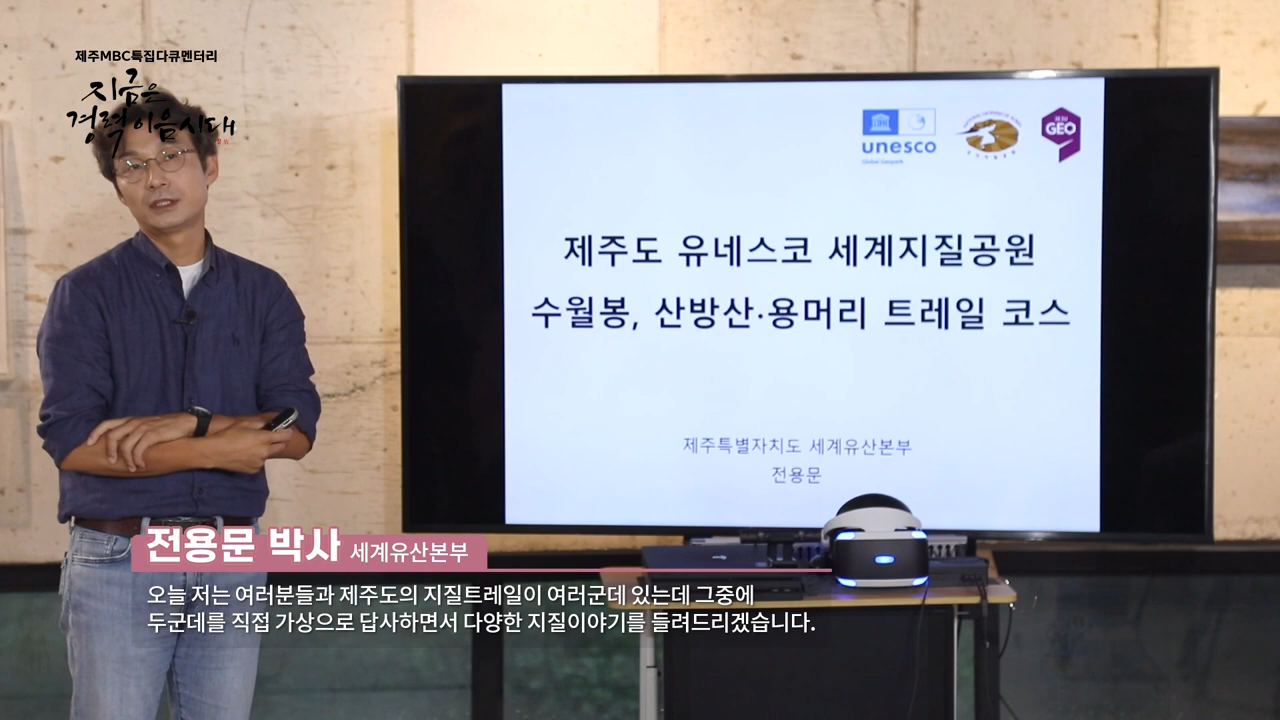 제주MBC특집다큐멘터리
지금은
경력이음시대
unesco
Global Geopark
GEO
제주도 유네스코 세계지질공원
수월봉, 산방산·용머리 트레일 코스
제주특별자치도 세계유산본부
전용문
전용문 박사 세계유산본부
오늘 저는 여러분들과 제주도의 지질트레일이 여러군데 있는데 그중에
두군데를 직접 가상으로 답사하면서 다양한 지질이야기를 들려드리겠습니다.